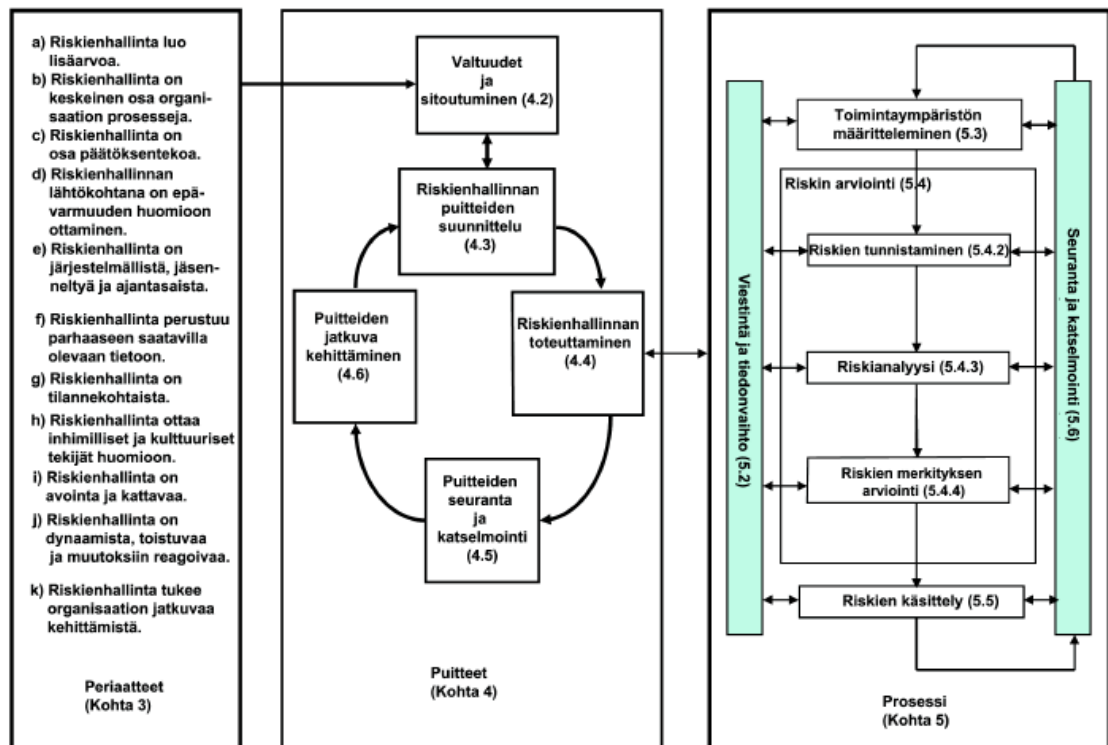 a) Riskienhallinta luo
lisäarvoa.
b) Riskienhallinta on
keskeinen osa organi-
saation prosesseja.
c) Riskienhallinta on
osa päätöksentekoa.
d) Riskienhallinnan
lähtökohtana on epä-
varmuuden huomioon
ottaminen.
e) Riskienhallinta on
järjestelmällistä, jäsen-
neltyä ja ajantasaista.
f) Riskienhallinta perustuu
parhaaseen saatavilla
olevaan tietoon.
g) Riskienhallinta on
tilannekohtaista.
h) Riskienhallinta ottaa
inhimilliset ja kulttuuriset
tekijät huomioon.
i) Riskienhallinta on
avointa ja kattavaa.
j) Riskienhallinta on
dynaamista, toistuvaa
ja muutoksiin reagoivaa.
k) Riskienhallinta tukee
organisaation jatkuvaa
kehittämistä.
Periaatteet
(Kohta 3)
Valtuudet
ja
sitoutuminen (4.2)
Riskienhallinnan
puitteiden
suunnittelu
(4.3)
Puitteiden
jatkuva
kehittäminen
(4.6)
Riskienhallinnan
toteuttaminen
(4.4)
Puitteiden
seuranta
ja
katselmointi
(4.5)
Puitteet
(Kohta 4)
Viestintä ja tiedonvaihto (5.2)
Toimintaympäristön
määritteleminen (5.3)
Riskin arviointi (5.4)
Riskien tunnistaminen (5.4.2)
Riskianalyysi (5.4.3)
Riskien merkityksen
arviointi (5.4.4)
Riskien käsittely (5.5)
Seuranta ja katselmointi (5.6)
Prosessi
(Kohta 5)